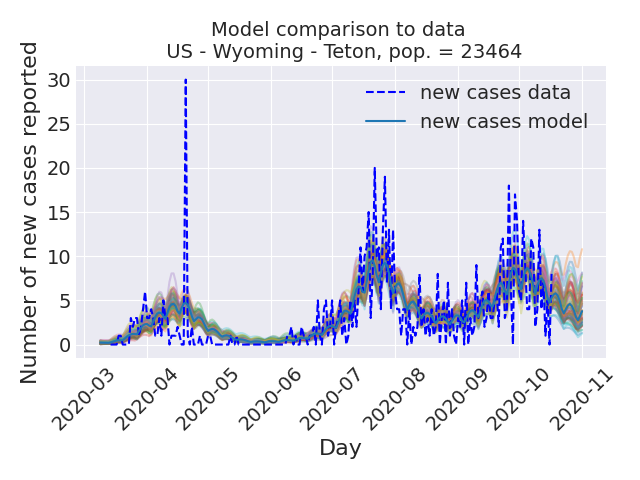 Model comparison to data
US - Wyoming - Teton, pop. = 23464
Number of new cases reported
30
25
20
15
10
5
0
new cases data
new cases model
2020-03
2020-04
2020-05
2020-06
2020-07
2020-08
2020-09
2020-10
2020-11
Day